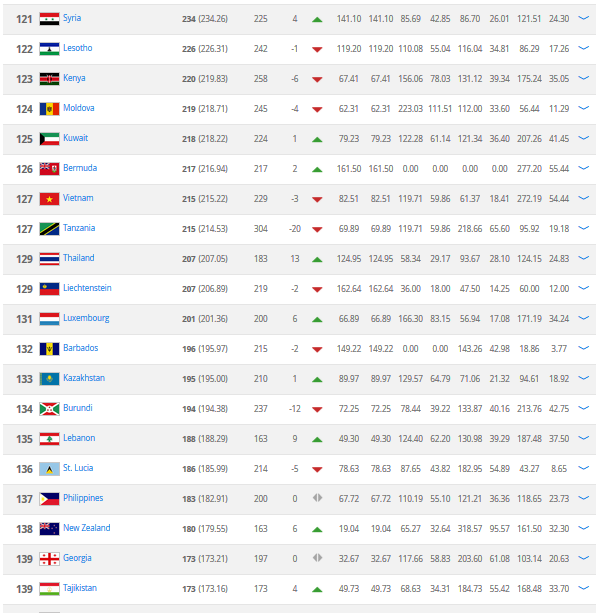 121 Syria 234 (234.26) 225 4 141.10 141.10 85.69 42.85 86.70 26.01 121.51 24.30
122 Lesotho 226 (226.31) 242 -1 119.20 119.20 110.08 55.04 116.04 34.81 86.29 17.26
123 Kenya 220 (219.83) 258 -6 67.41 67.41 156.06 78.03 131.12 39.34 175.24 35.05
124 Moldova 219 (218.71) 245 -4 62.31 62.31 223.03 111.51 112.00 33.60 56.44 11.29
125 Kuwait 218 (218.22) 224 1 79.23 79.23 122.28 61.14 121.34 36.40 207.26 41.45
126 Bermuda 217 (216.94) 217 2 161.50 161.50 0.00 0.00 0.00 0.00 277.20 55.44
127 Vietnam 215 (215.22) 229 -3 82.51 82.51 119.71 59.86 61.37 18.41 272.19 54.44
127 Tanzania 215 (214.53) 304 -20 69.89 69.89 119.71 59.86 218.66 65.60 95.92 19.18
129 Thailand 207 (207.05) 183 13 124.95 124.95 58.34 29.17 93.67 28.10 124.15 24.83
129 Liechtenstein 207 (206.89) 219 -2 162.64 162.64 36.00 18.00 47.50 14.25 60.00 12.00
131 Luxembourg 201 (201.36) 200 6 66.89 66.89 166.30 83.15 56.94 17.08 171.19 34.24
132 Barbados 196 (195.97) 215 -2 149.22 149.22 0.00 0.00 143.26 42.98 18.86 3.77
133 Kazakhstan 195 (195.00) 210 1 89.97 89.97 129.57 64.79 71.06 21.32 94.61 18.92
134 Burundi 194 (194.38) 237 -12 72.25 72.25 78.44 39.22 133.87 40.16 213.76 42.75
135 Lebanon 188 (188.29) 163 9 49.30 49.30 124.40 62.20 130.98 39.29 187.48 37.50
136 St. Lucia 186 (185.99) 214 -5 78.63 78.63 87.65 43.82 182.95 54.89 43.27 8.65
137 Philippines 183 (182.91) 200 0 67.72 67.72 110.19 55.10 121.21 36.36 118.65 23.73
138 New Zealand 180 (179.55) 163 6 19.04 19.04 65.27 32.64 318.57 95.57 161.50 32.30
139 Georgia 173 (173.21) 197 0 32.67 32.67 117.66 58.83 203.60 61.08 103.14 20.63
139 Tajikistan 173 (173.16) 173 4 49.73 49.73 68.63 34.31 184.73 55.42 168.48 33.70